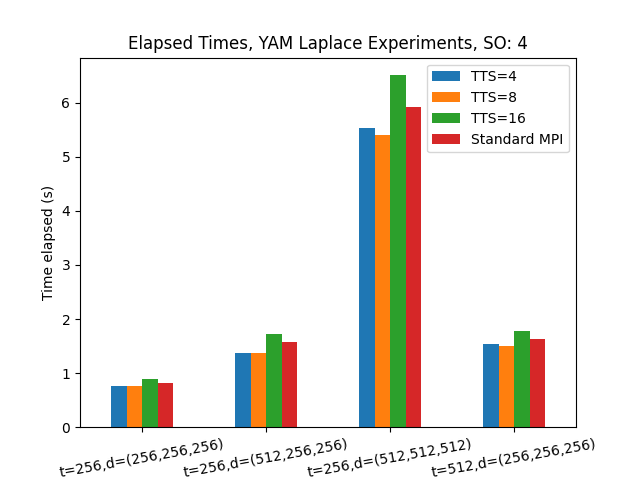 Elapsed Times, YAM Laplace Experiments, SO: 4
TTS=4
TTS=8
TTS=16
Standard MPI
Time elapsed (s)
6
5
4
3
2
1
0
t=256,d=(256,256,256)
t=256,d=(512,256,256)
t=256,d=(512,512,512)
t=512,d=(256,256,256)